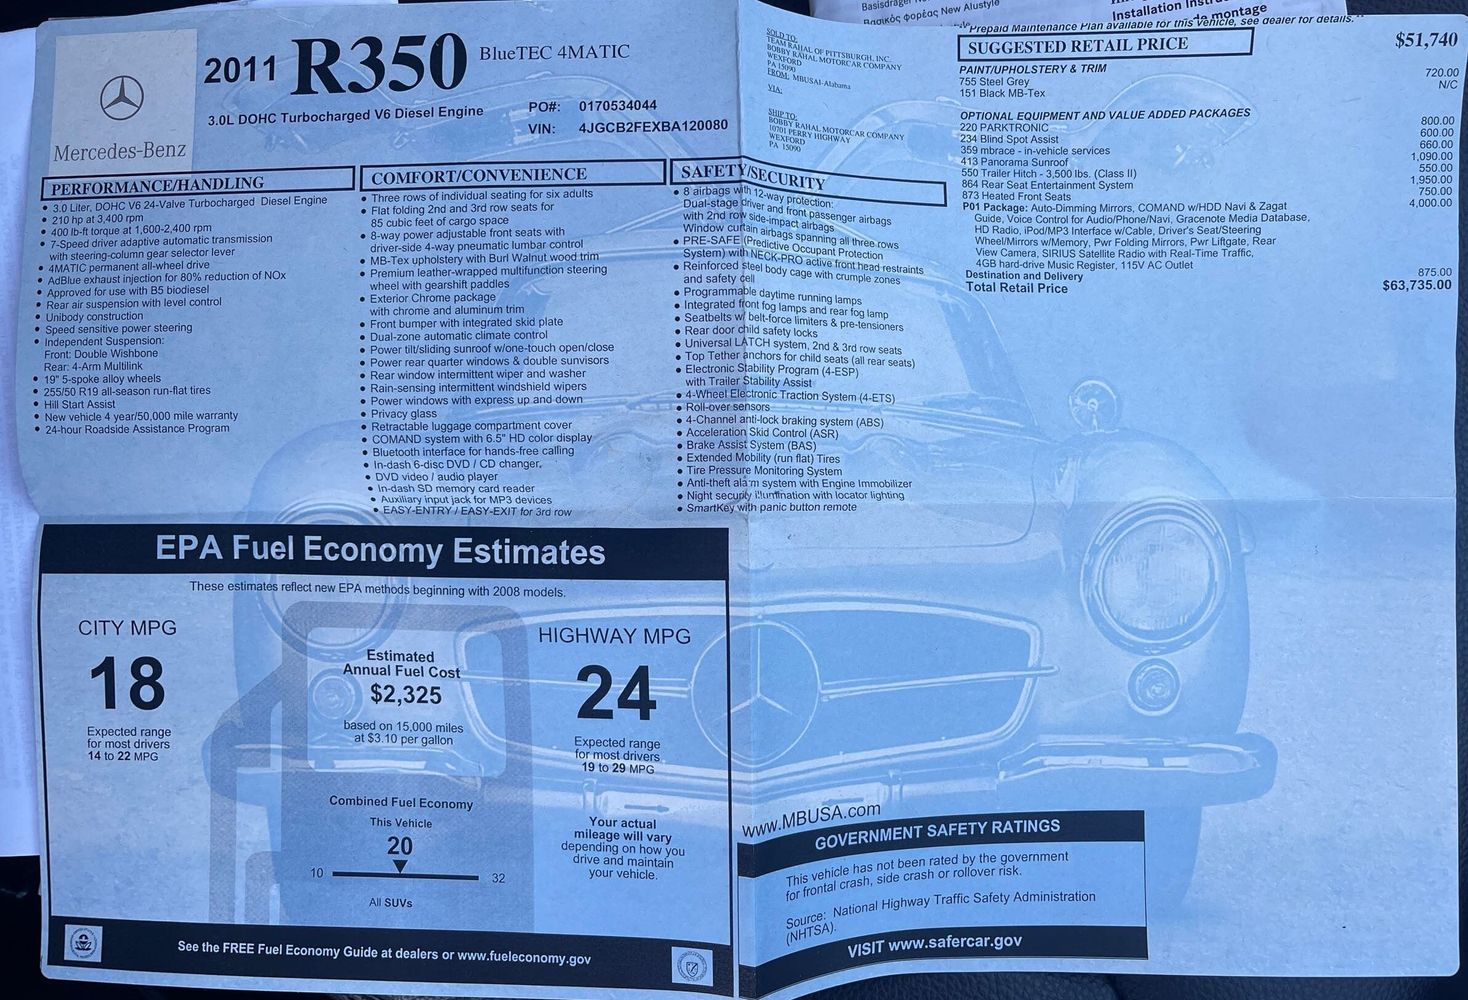 Basisdräger
Βασικός φορέας New Alustyle
Installation Instru
de montage
Mercedes-Benz
2011 R350 BlueTEC 4MATIC
3.0L DOHC Turbocharged V6 Diesel Engine
PO#: 0170534044
VIN: 4JGCB2FEXBA120080
SOLD TO:
TEAM RAHAL OF PITTSBURGH, INC.
BOBBY RAHAL MOTORCAR COMPANY
WEXFORD
PA 15090
FROM: MBUSAI-Alabama
VIA:
SHIP TO:
BOBBY RAHAL MOTORCAR COMPANY
10701 PERRY HIGHWAY
WEXFORD
PA 15090
PERFORMANCE/HANDLING
• 3.0 Liter, DOHC V6 24-Valve Turbocharged Diesel Engine
• 210 hp at 3,400 rpm
• 400 lb-ft torque at 1,600-2,400 rpm
• 7-Speed driver adaptive automatic transmission
with steering-column gear selector lever
• 4MATIC permanent all-wheel drive
• AdBlue exhaust injection for 80% reduction of NOx
• Approved for use with B5 biodiesel
• Rear air suspension with level control
• Unibody construction
• Speed sensitive power steering
• Independent Suspension:
Front: Double Wishbone
Rear: 4-Arm Multilink
• 19" 5-spoke alloy wheels
• 255/50 R19 all-season run-flat tires
• Hill Start Assist
• New vehicle 4 year/50,000 mile warranty
• 24-hour Roadside Assistance Program
COMFORT/CONVENIENCE
• Three rows of individual seating for six adults
• Flat folding 2nd and 3rd row seats for
85 cubic feet of cargo space
• 8-way power adjustable front seats with
driver-side 4-way pneumatic lumbar control
• MB-Tex upholstery with Burl Walnut wood trim
• Premium leather-wrapped multifunction steering
wheel with gearshift paddles
• Exterior Chrome package
with chrome and aluminum trim
• Front bumper with integrated skid plate
• Dual-zone automatic climate control
• Power tilt/sliding sunroof w/one-touch open/close
• Power rear quarter windows & double sunvisors
• Rear window intermittent wiper and washer
• Rain-sensing intermittent windshield wipers
• Power windows with express up and down
• Privacy glass
• Retractable luggage compartment cover
• COMAND system with 6.5" HD color display
• Bluetooth interface for hands-free calling
• In-dash 6-disc DVD / CD changer,
• DVD video / audio player
• In-dash SD memory card reader
• Auxiliary input jack for MP3 devices
• EASY-ENTRY / EASY-EXIT for 3rd row
SAFETY/SECURITY
• 8 airbags with 12-way protection:
Dual-stage driver and front passenger airbags
with 2nd row side-impact airbags
Window curtain airbags spanning all three rows
• PRE-SAFE (Predictive Occupant Protection
System) with NECK-PRO active front head restraints
• Reinforced steel body cage with crumple zones
and safety cell
• Programmable daytime running lamps
• Integrated front fog lamps and rear fog lamp
• Seatbelts w/ belt-force limiters & pre-tensioners
• Rear door child safety locks
• Universal LATCH system, 2nd & 3rd row seats
• Top Tether anchors for child seats (all rear seats)
• Electronic Stability Program (4-ESP)
with Trailer Stability Assist
• 4-Wheel Electronic Traction System (4-ETS)
• Roll-over sensors
• 4-Channel anti-lock braking system (ABS)
• Acceleration Skid Control (ASR)
• Brake Assist System (BAS)
• Extended Mobility (run flat) Tires
• Tire Pressure Monitoring System
• Anti-theft alarm system with Engine Immobilizer
• Night security illumination with locator lighting
• SmartKey with panic button remote
"Prepaid Maintenance Plan available for this vehicle, see dealer for details."
SUGGESTED RETAIL PRICE $51,740
PAINT/UPHOLSTERY & TRIM
755 Steel Grey 720.00
151 Black MB-Tex N/C
OPTIONAL EQUIPMENT AND VALUE ADDED PACKAGES
220 PARKTRONIC 800.00
234 Blind Spot Assist 600.00
359 mbrace - in-vehicle services 660.00
413 Panorama Sunroof 1,090.00
550 Trailer Hitch - 3,500 lbs. (Class II) 550.00
864 Rear Seat Entertainment System 1,950.00
873 Heated Front Seats 750.00
P01 Package: Auto-Dimming Mirrors, COMAND w/HDD Navi & Zagat 4,000.00
Guide, Voice Control for Audio/Phone/Navi, Gracenote Media Database,
HD Radio, iPod/MP3 Interface w/Cable, Driver's Seat/Steering
Wheel/Mirrors w/Memory, Pwr Folding Mirrors, Pwr Liftgate, Rear
View Camera, SIRIUS Satellite Radio with Real-Time Traffic,
4GB hard-drive Music Register, 115V AC Outlet
Destination and Delivery 875.00
Total Retail Price $63,735.00
EPA Fuel Economy Estimates
These estimates reflect new EPA methods beginning with 2008 models.
CITY MPG
18
Expected range
for most drivers
14 to 22 MPG
Estimated
Annual Fuel Cost
$2,325
based on 15,000 miles
at $3.10 per gallon
HIGHWAY MPG
24
Expected range
for most drivers
19 to 29 MPG
Combined Fuel Economy
This Vehicle
20
10 32
All SUVs
Your actual
mileage will vary
depending on how you
drive and maintain
your vehicle.
See the FREE Fuel Economy Guide at dealers or www.fueleconomy.gov
www.MBUSA.com
GOVERNMENT SAFETY RATINGS
This vehicle has not been rated by the government
for frontal crash, side crash or rollover risk.
Source: National Highway Traffic Safety Administration
(NHTSA).
VISIT www.safercar.gov